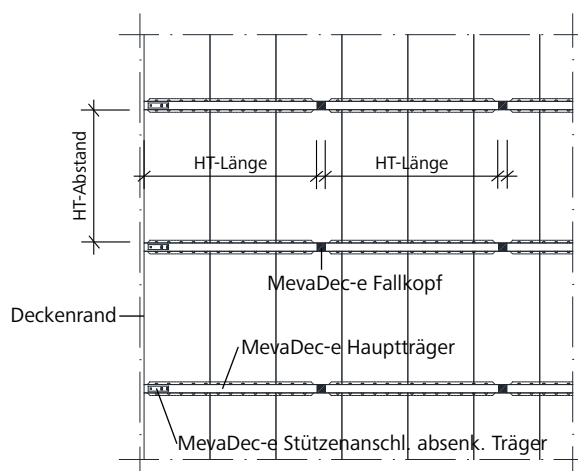 HT-Länge
HT-Länge
HT-Abstand
MevaDec-e Fallkopf
Deckenrand
MevaDec-e Hauptträger
MevaDec-e Stützenanschl. absenk. Träger